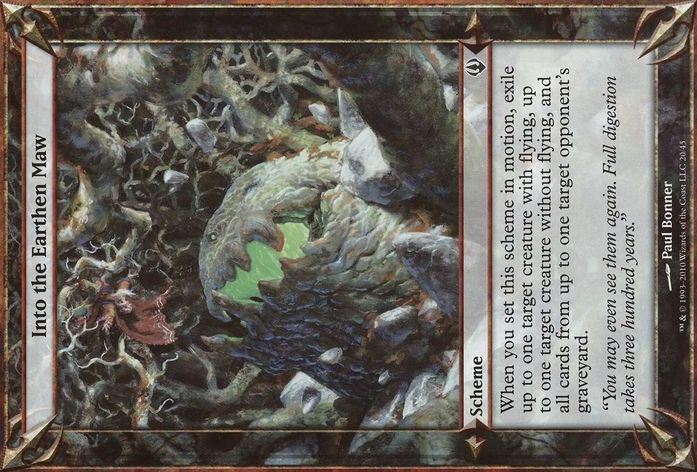 Into the Earthen Maw
Scheme
When you set this scheme in motion, exile
up to one target creature with flying, up
to one target creature without flying, and
all cards from up to one target opponent's
graveyard.
"You may even see them again. Full digestion
takes three hundred years."
Paul Bonner
™ & © 1993–2010 Wizards of the Coast LLC 20/45